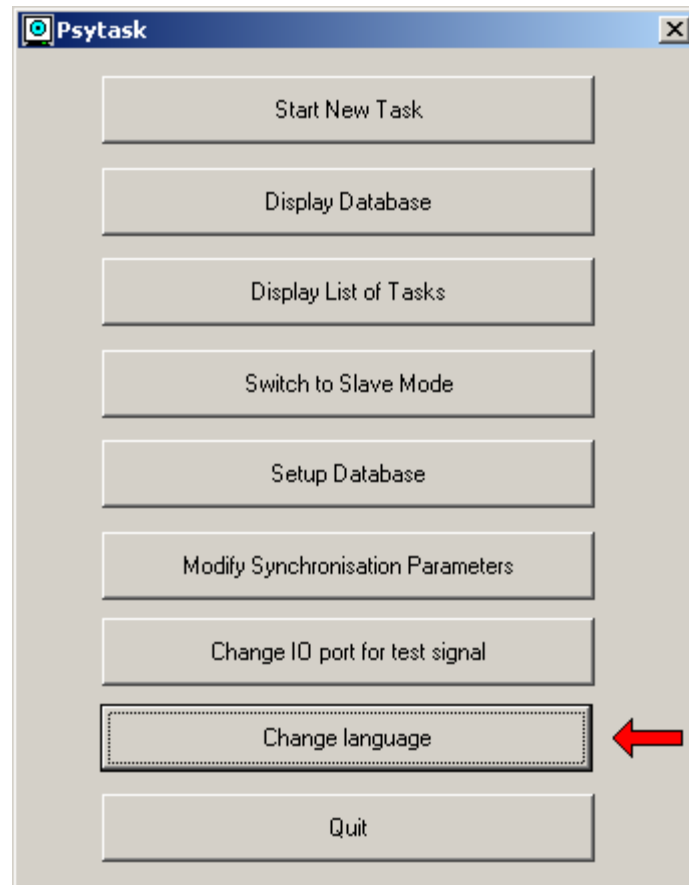 Psytask
Start New Task
Display Database
Display List of Tasks
Switch to Slave Mode
Setup Database
Modify Synchronisation Parameters
Change IO port for test signal
Change language
Quit